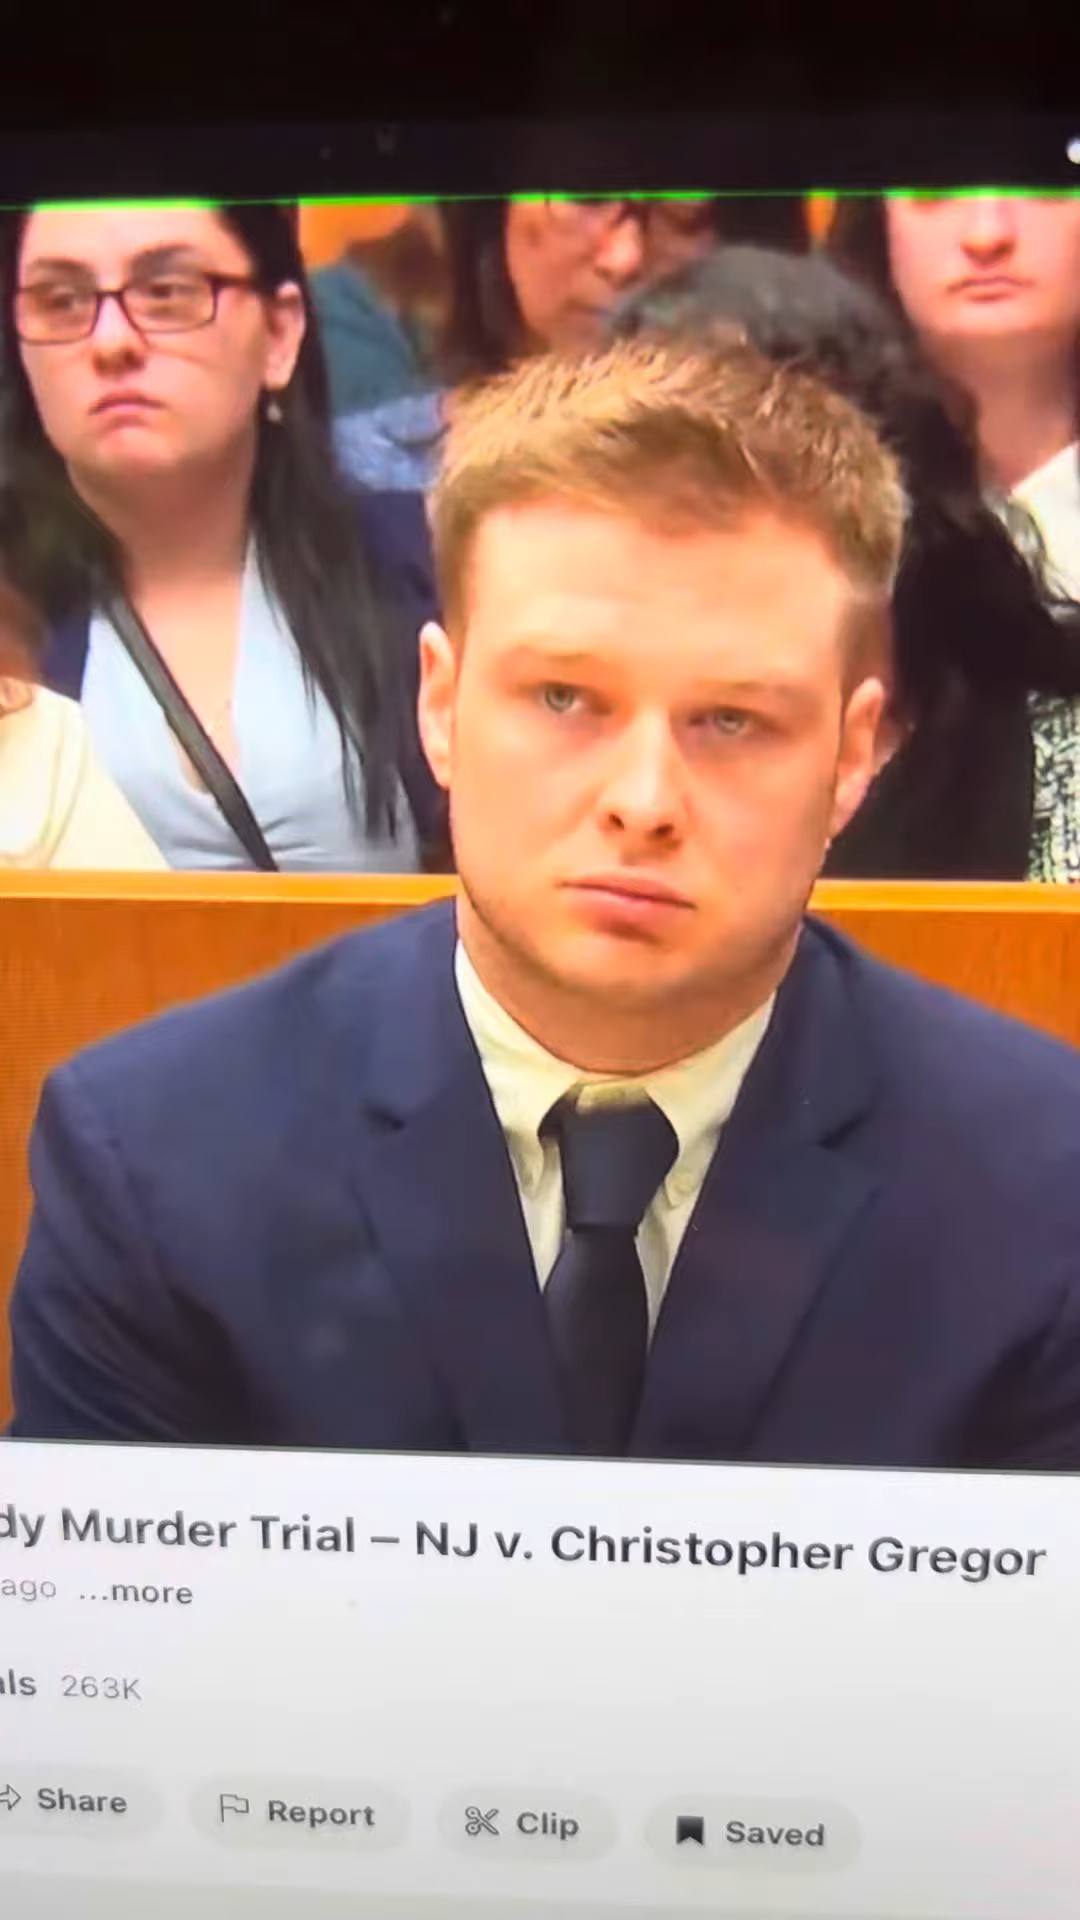 dy Murder Trial – NJ v. Christopher Gregor
ago ...more
als 263K
Share Report Clip Saved